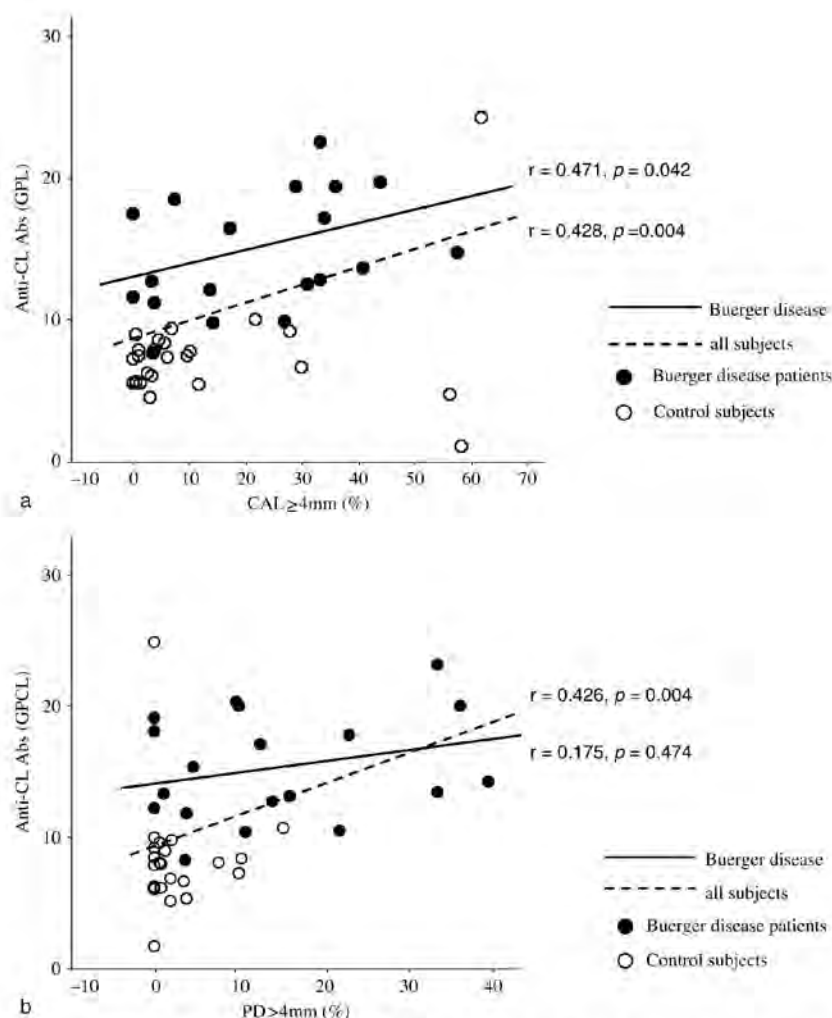 30
20
10
0
Anti-CL Abs (GPL)
r = 0.471, p = 0.042
r = 0.428, p =0.004
Buerger disease
all subjects
Buerger disease patients
Control subjects
−10 0 10 20 30 40 50 60 70
CAL≥4mm (%)
a
30
20
10
0
Anti-CL Abs (GPCL)
r = 0.426, p = 0.004
r = 0.175, p = 0.474
Buerger disease
all subjects
Buerger disease patients
Control subjects
−10 0 10 20 30 40
PD>4mm (%)
b